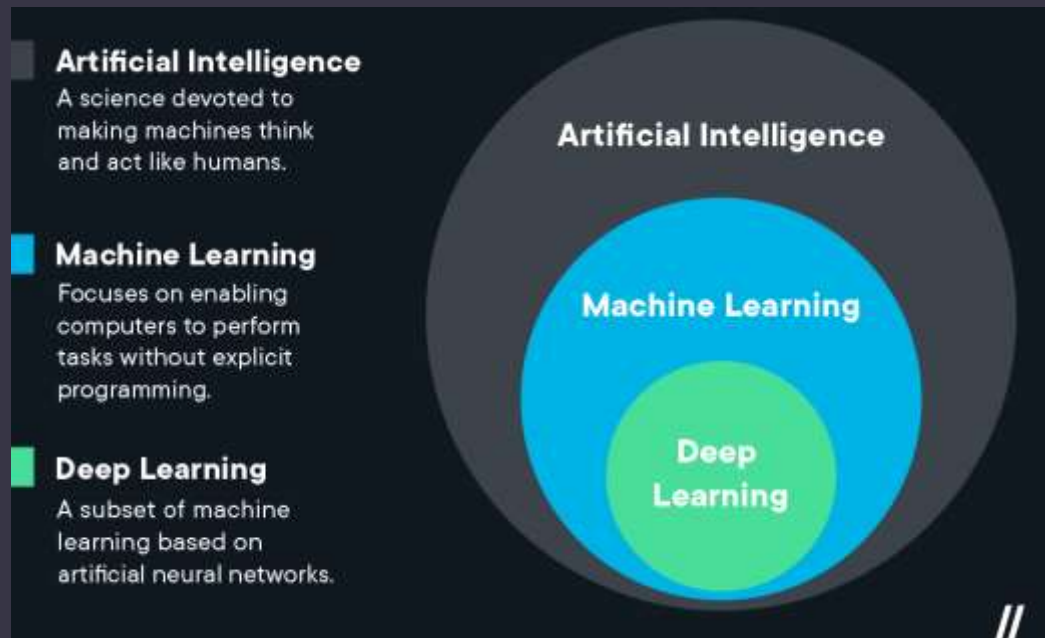 Artificial Intelligence
A science devoted to
making machines think
and act like humans.
Machine Learning
Focuses on enabling
computers to perform
tasks without explicit
programming.
Deep Learning
A subset of machine
learning based on
artificial neural networks.
Artificial Intelligence
Machine Learning
Deep
Learning
//